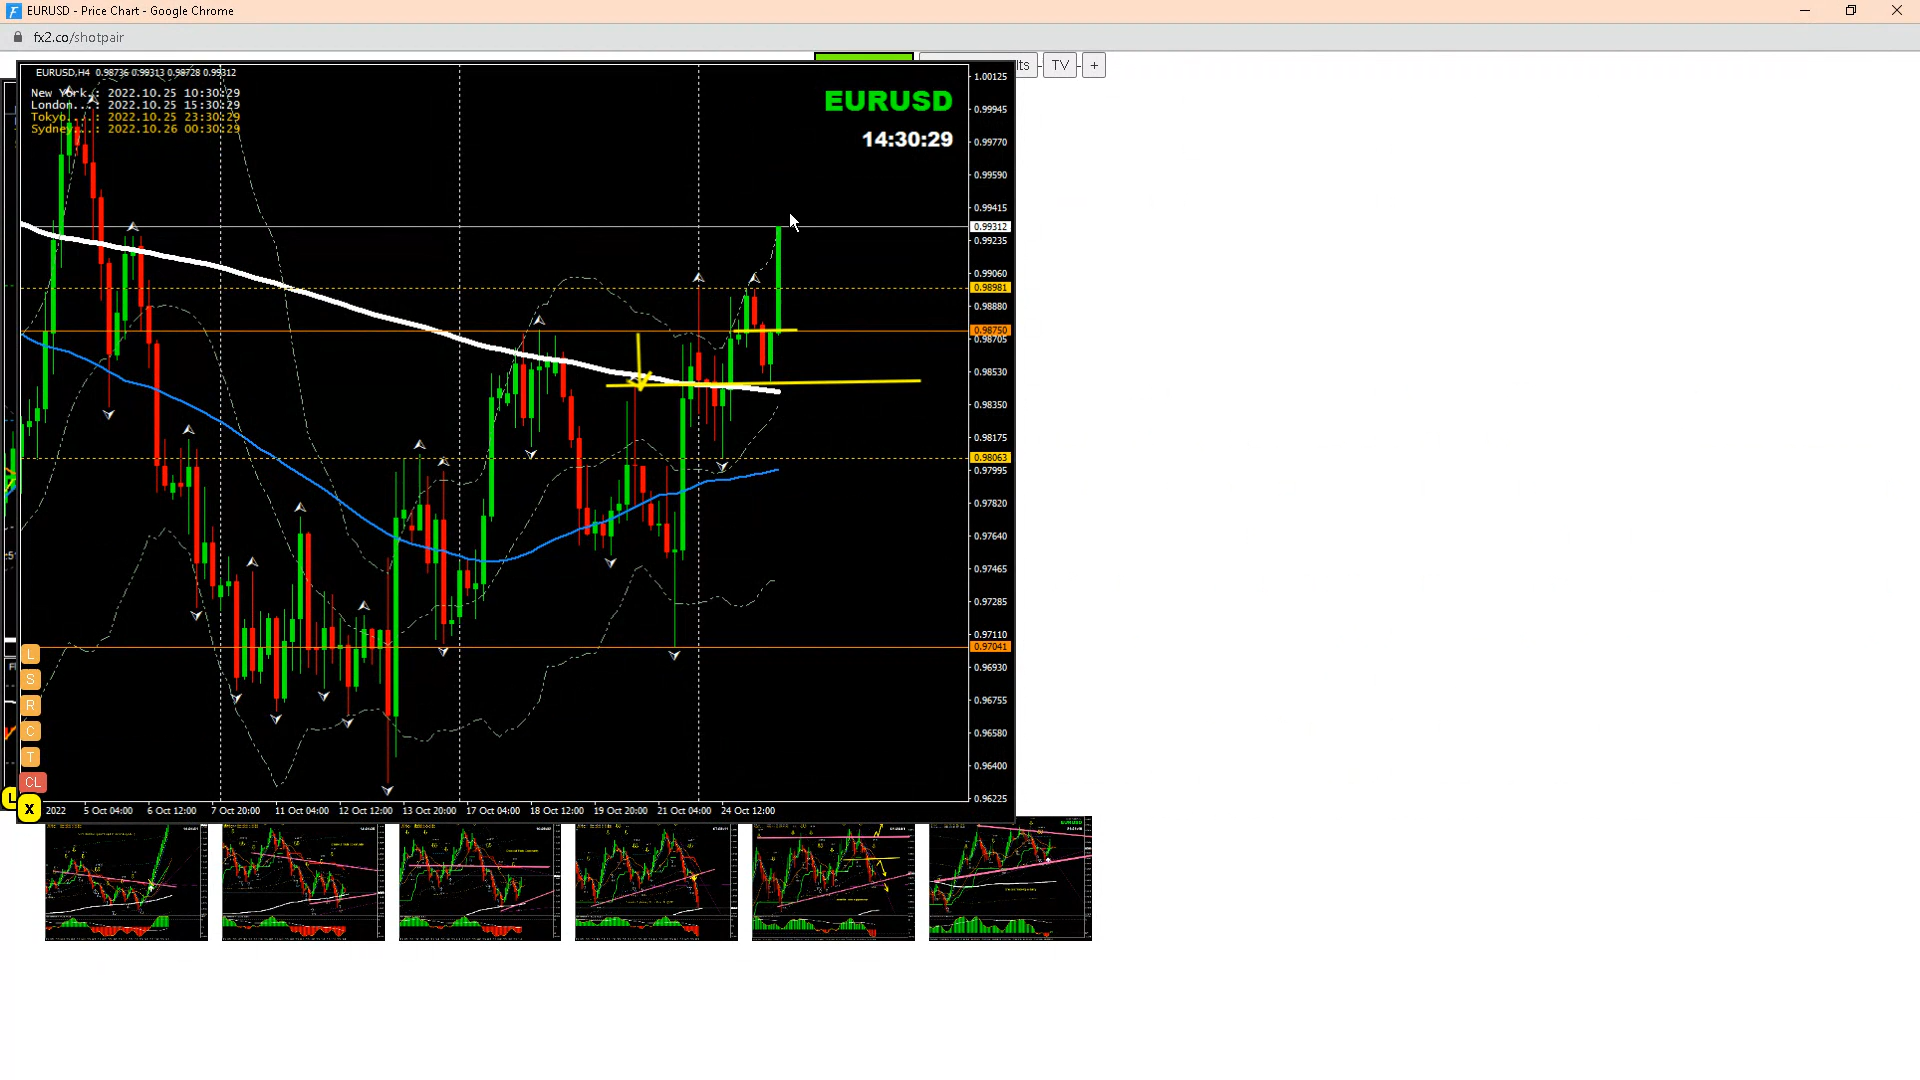 EURUSD - Price Chart - Google Chrome
fx2.co/shotpair
lts
TV
+
EURUSD,H4 0.98736 0.99313 0.98728 0.99312
New York.: 2022.10.25 10:30:29
London...: 2022.10.25 15:30:29
Tokyo....: 2022.10.25 23:30:29
Sydney...: 2022.10.26 00:30:29
EURUSD
14:30:29
1.00125
0.99945
0.99770
0.99590
0.99415
0.99312
0.99235
0.99060
0.98981
0.98880
0.98750
0.98705
0.98530
0.98350
0.98175
0.98063
0.97995
0.97820
0.97640
0.97465
0.97285
0.97110
0.97041
0.96930
0.96755
0.96580
0.96400
0.96225
L
S
R
C
T
CL
X
2022 5 Oct 04:00 6 Oct 12:00 7 Oct 20:00 11 Oct 04:00 12 Oct 12:00 13 Oct 20:00 17 Oct 04:00 18 Oct 12:00 19 Oct 20:00 21 Oct 04:00 24 Oct 12:00